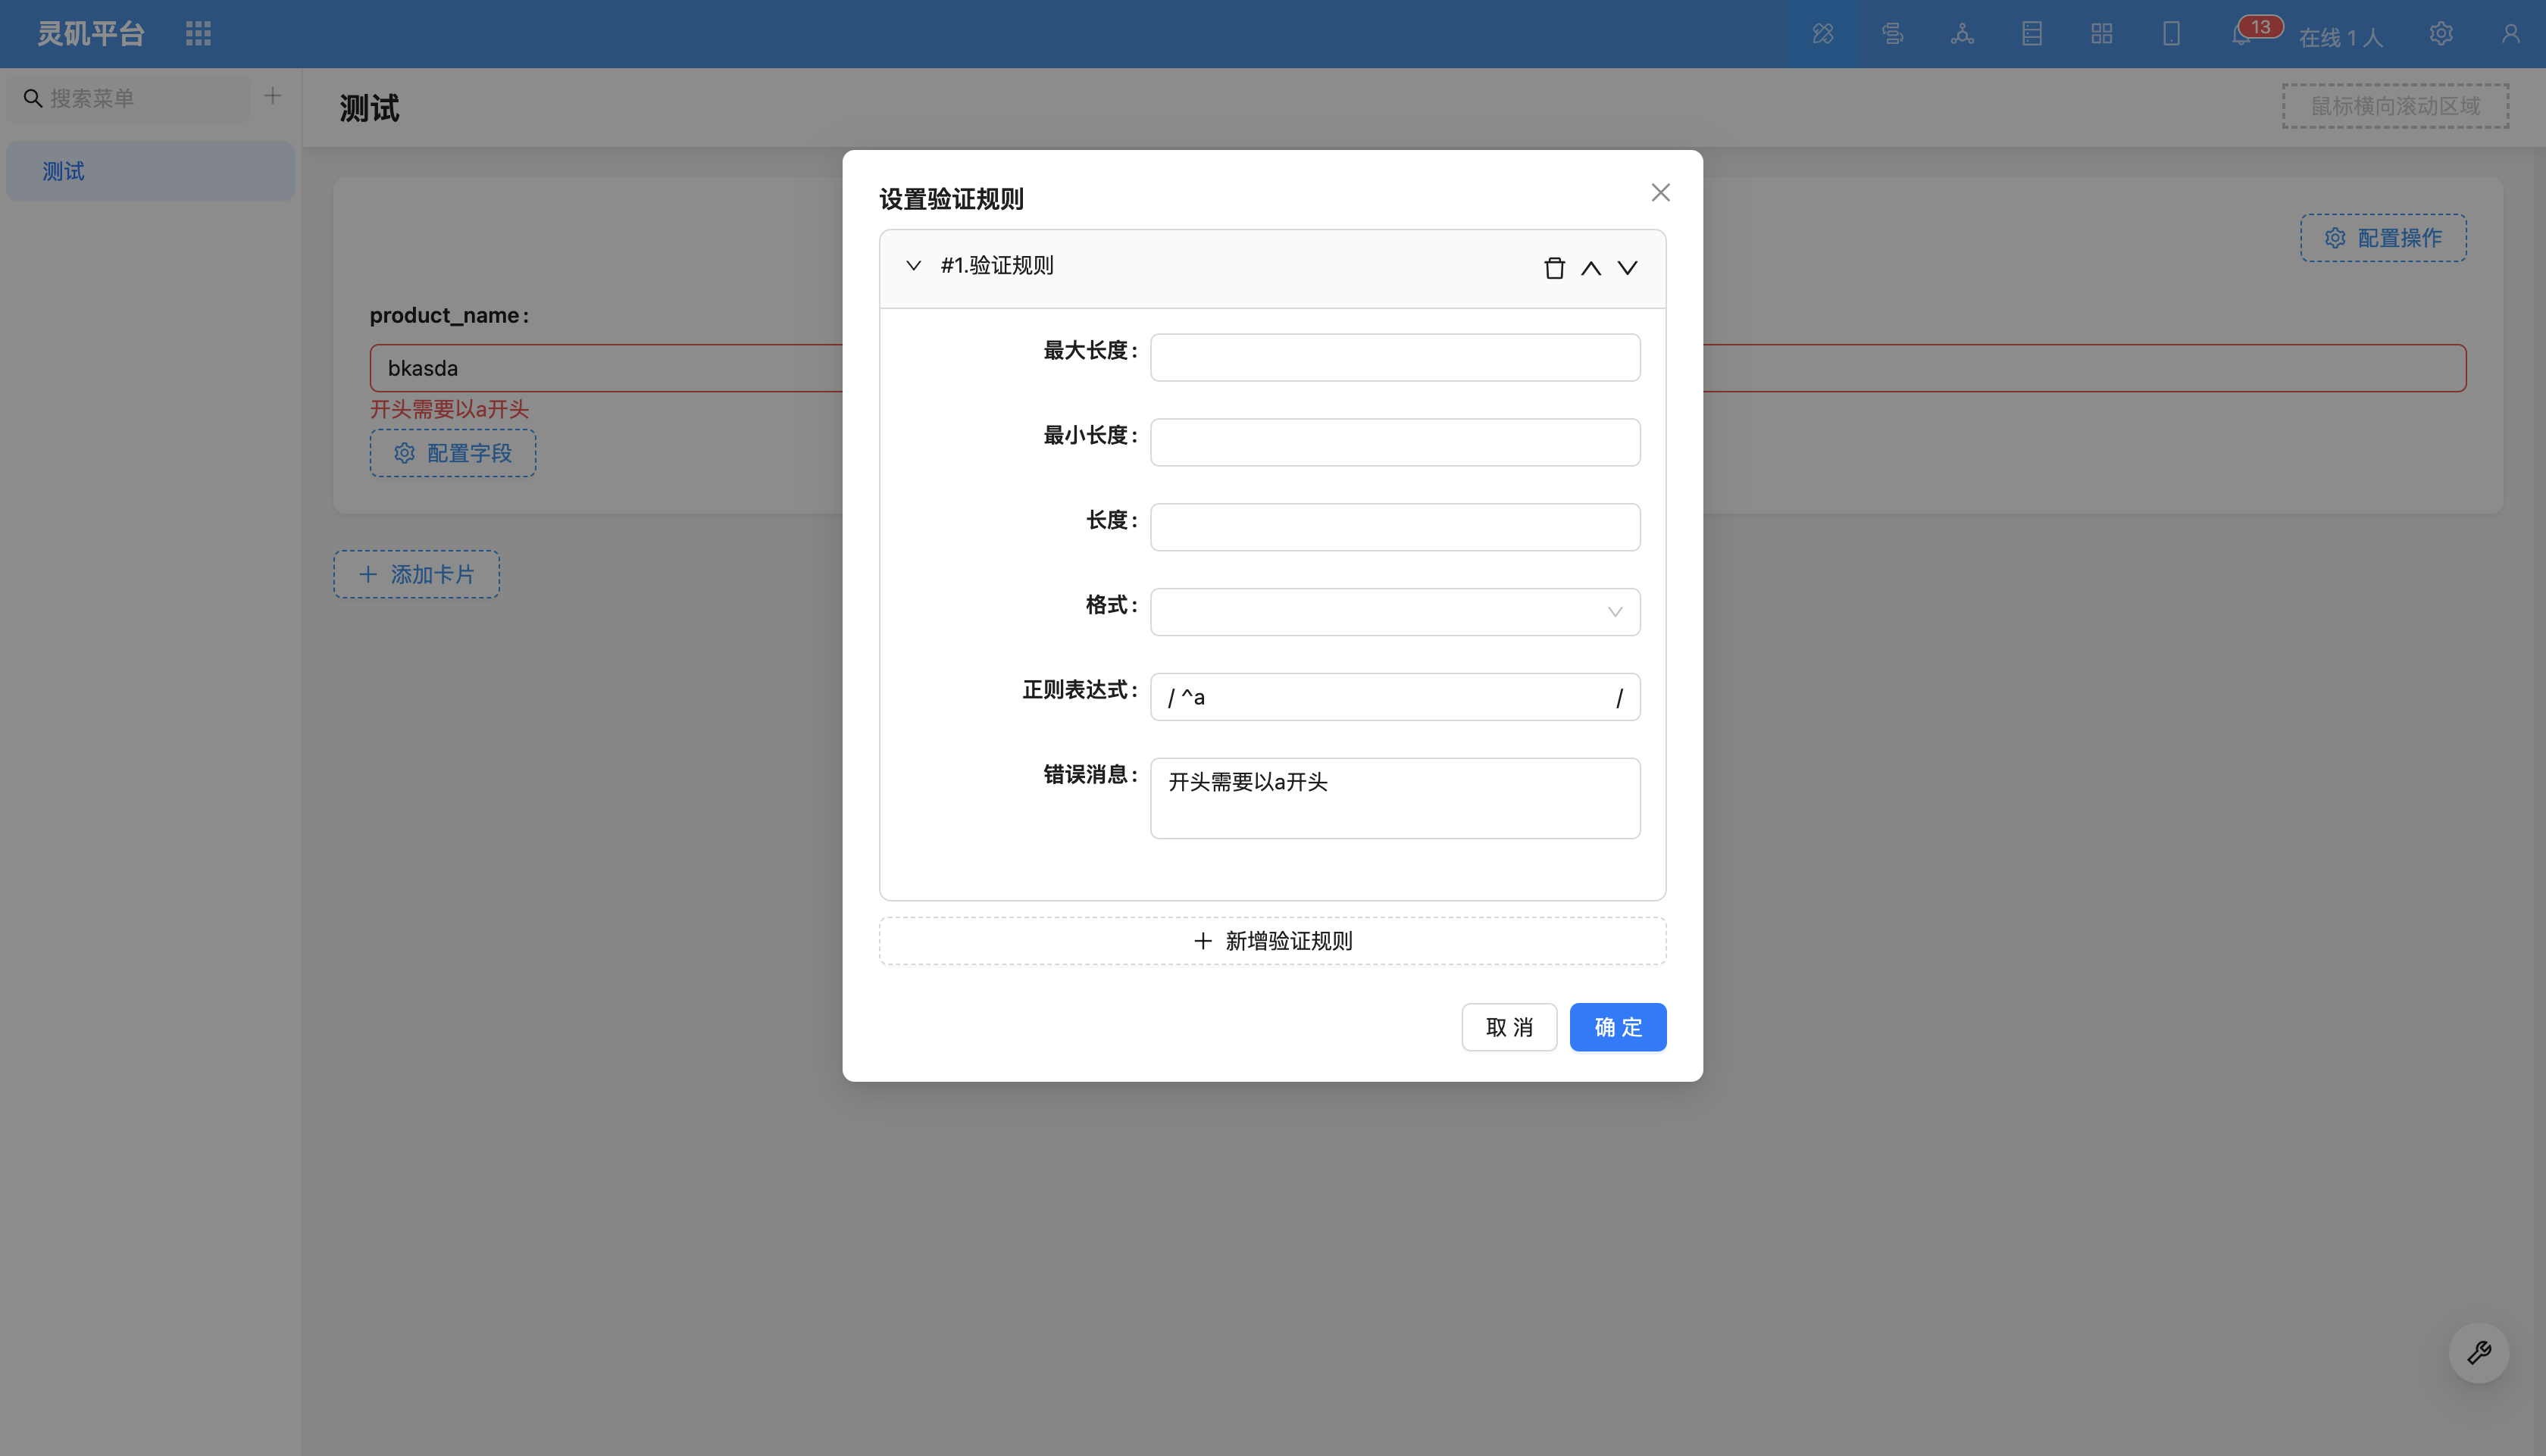 灵矶平台
13
在线 1 人
搜索菜单
测试
测试
鼠标横向滚动区域
配置操作
product_name :
bkasda
开头需要以a开头
配置字段
添加卡片
设置验证规则
#1.验证规则
最大长度 :
最小长度 :
长度 :
格式 :
正则表达式 :
/ ^a /
错误消息 :
开头需要以a开头
新增验证规则
取 消
确 定